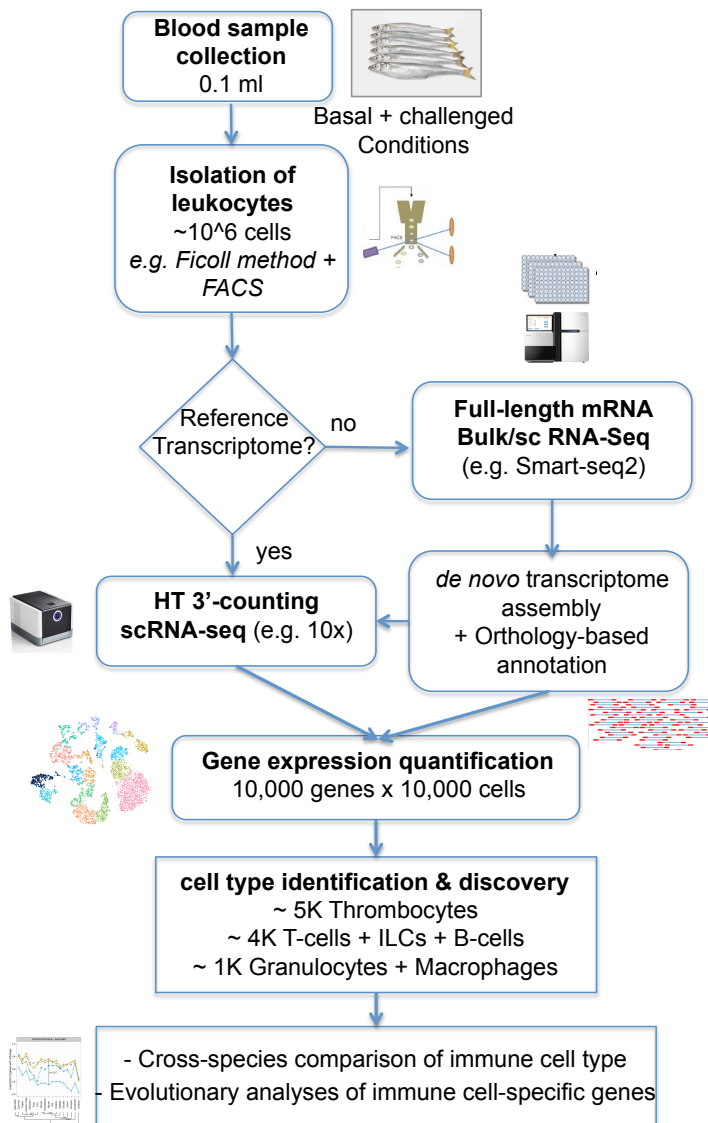 Blood sample
collection
0.1 ml
Basal + challenged
Conditions
Isolation of
leukocytes
~10^6 cells
e.g. Ficoll method +
FACS
FACS
Reference
Transcriptome?
no
yes
Full-length mRNA
Bulk/sc RNA-Seq
(e.g. Smart-seq2)
de novo transcriptome
assembly
+ Orthology-based
annotation
HT 3’-counting
scRNA-seq (e.g. 10x)
Gene expression quantification
10,000 genes x 10,000 cells
cell type identification & discovery
~ 5K Thrombocytes
~ 4K T-cells + ILCs + B-cells
~ 1K Granulocytes + Macrophages
- Cross-species comparison of immune cell type
- Evolutionary analyses of immune cell-specific genes